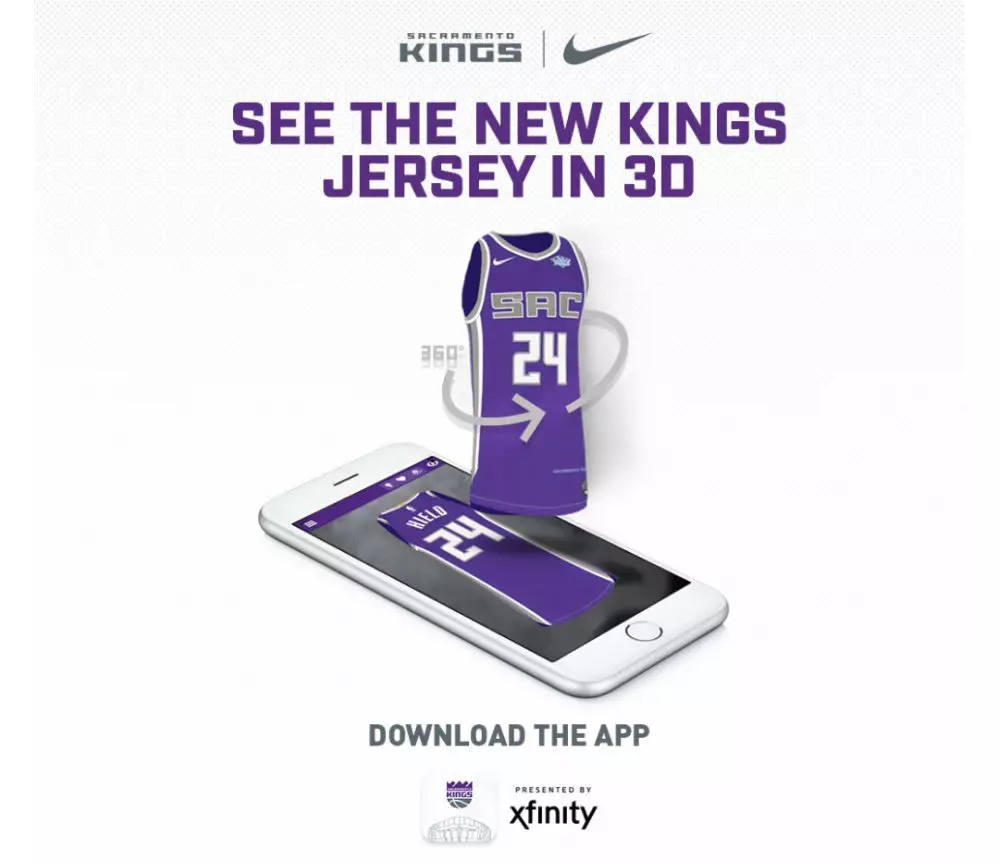 SACRAMENTO
KINGS
SEE THE NEW KINGS
JERSEY IN 3D
SAC
360°
24
HIELD
24
DOWNLOAD THE APP
SACRAMENTO
KINGS
PRESENTED BY
xfinity